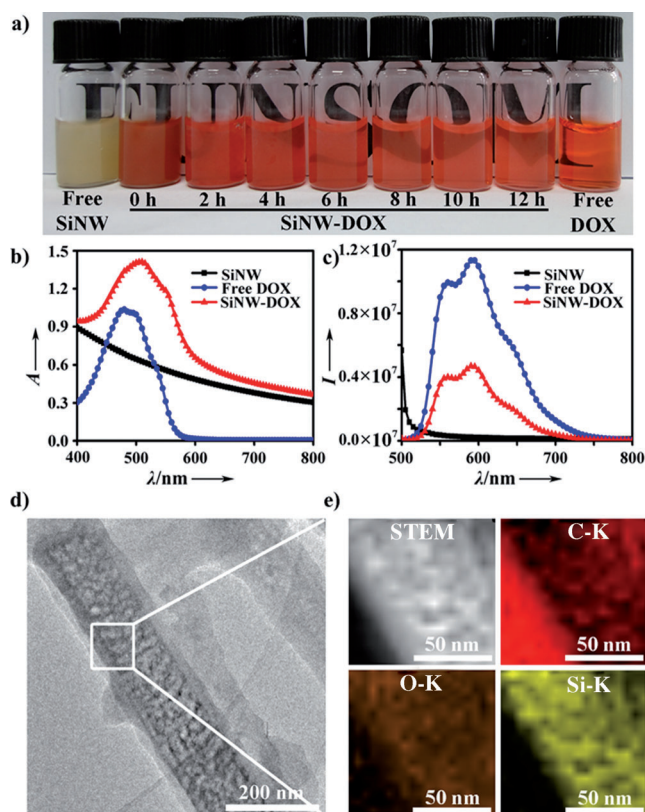 a)
FUNSOM
Free SiNW
0 h
2 h
4 h
6 h
8 h
10 h
12 h
Free DOX
SiNW-DOX
b)
1.5
1.2
0.9
0.6
0.3
0.0
A
400
500
600
700
800
λ/nm
SiNW
Free DOX
SiNW-DOX
c)
1.2×10⁷
0.8×10⁷
0.4×10⁷
0.0×10⁷
I
500
600
700
800
λ/nm
SiNW
Free DOX
SiNW-DOX
d)
200 nm
e)
STEM
50 nm
C-K
50 nm
O-K
50 nm
Si-K
50 nm